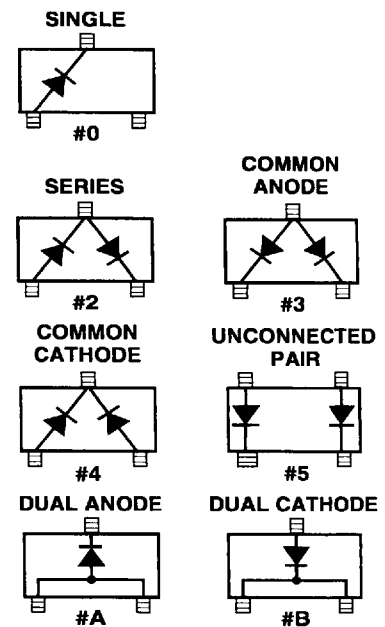 SINGLE
#0
SERIES
#2
COMMON
ANODE
#3
COMMON
CATHODE
#4
UNCONNECTED
PAIR
#5
DUAL ANODE
#A
DUAL CATHODE
#B